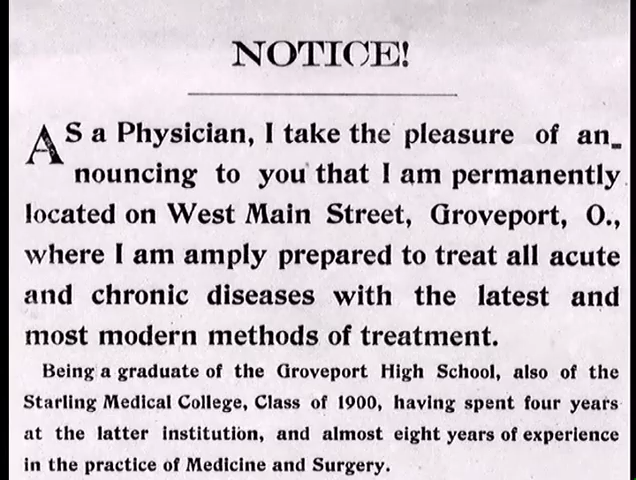 NOTICE!
AS a Physician, I take the pleasure of an-
nouncing to you that I am permanently
located on West Main Street, Groveport, O.,
where I am amply prepared to treat all acute
and chronic diseases with the latest and
most modern methods of treatment.
Being a graduate of the Groveport High School, also of the
Starling Medical College, Class of 1900, having spent four years
at the latter institution, and almost eight years of experience
in the practice of Medicine and Surgery.